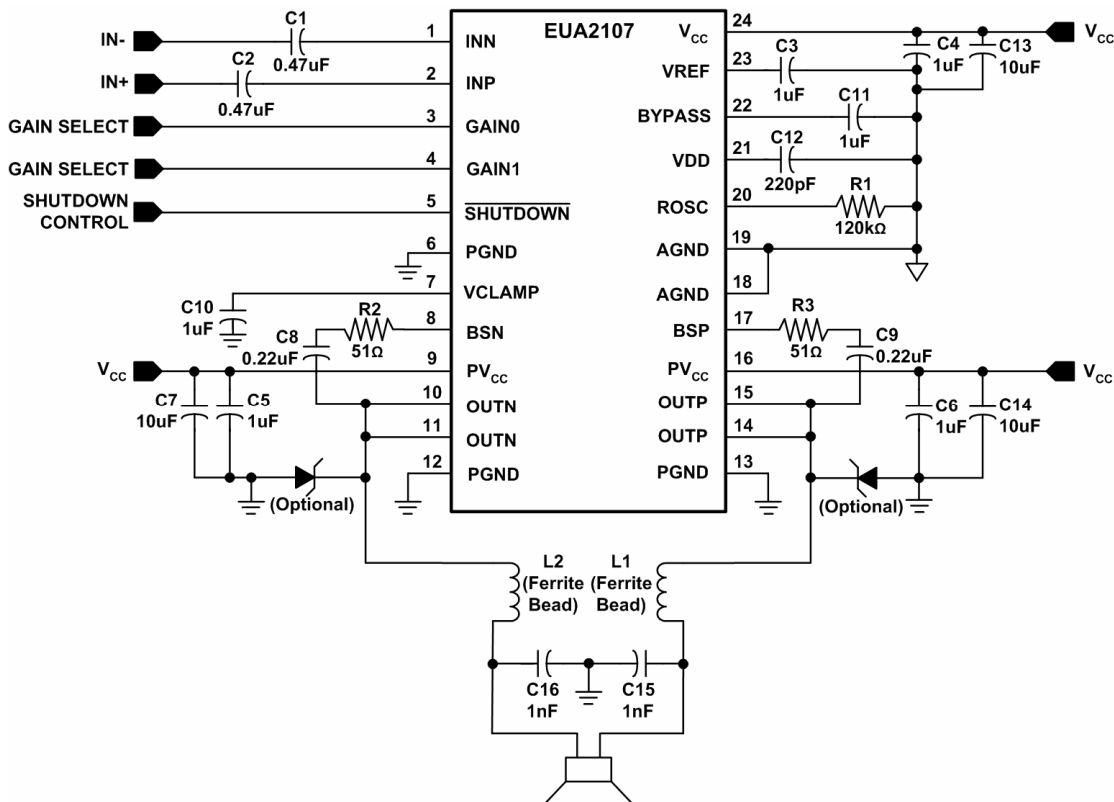 EUA2107
IN-
C1
0.47uF
1
INN
IN+
C2
0.47uF
2
INP
GAIN SELECT
3
GAIN0
GAIN SELECT
4
GAIN1
SHUTDOWN
CONTROL
5
SHUTDOWN
6
PGND
7
VCLAMP
C10
1uF
R2
51Ω
8
BSN
C8
0.22uF
VCC
9
PVCC
C7
10uF
C5
1uF
10
OUTN
11
OUTN
12
PGND
(Optional)
24
VCC
VCC
C4
1uF
C13
10uF
23
VREF
C3
1uF
22
BYPASS
C11
1uF
21
VDD
C12
220pF
20
ROSC
R1
120kΩ
19
AGND
18
AGND
17
BSP
R3
51Ω
C9
0.22uF
16
PVCC
VCC
15
OUTP
C6
1uF
C14
10uF
14
OUTP
13
PGND
(Optional)
L2
(Ferrite
Bead)
L1
(Ferrite
Bead)
C16
1nF
C15
1nF